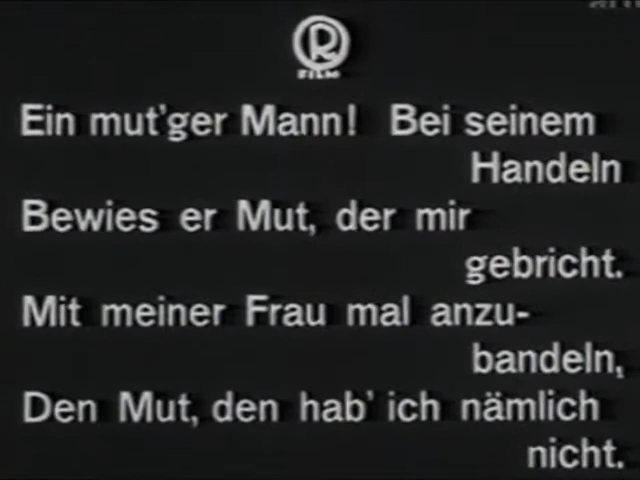 R
FILM
Ein mut'ger Mann! Bei seinem
Handeln
Bewies er Mut, der mir
gebricht.
Mit meiner Frau mal anzu-
bandeln,
Den Mut, den hab' ich nämlich
nicht.